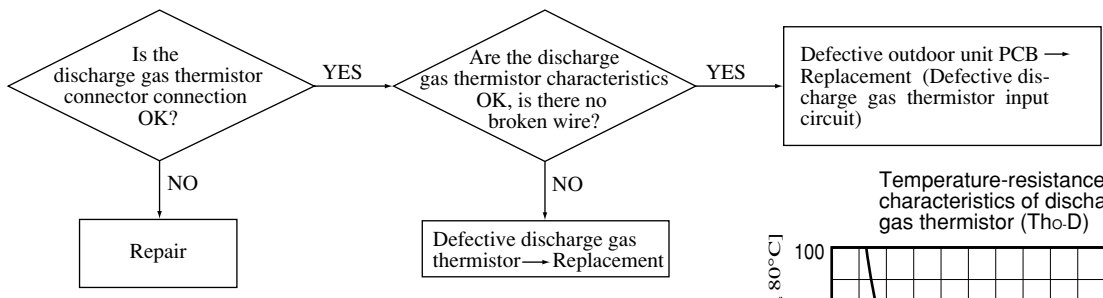 Is the
discharge gas thermistor
connector connection
OK?
YES
NO
Repair
Are the discharge
gas thermistor characteristics
OK, is there no
broken wire?
YES
NO
Defective discharge gas
thermistor → Replacement
Defective outdoor unit PCB →
Replacement (Defective dis-
charge gas thermistor input
circuit)
Temperature-resistance
characteristics of discha
gas thermistor (Tho-D)
100
80°C]